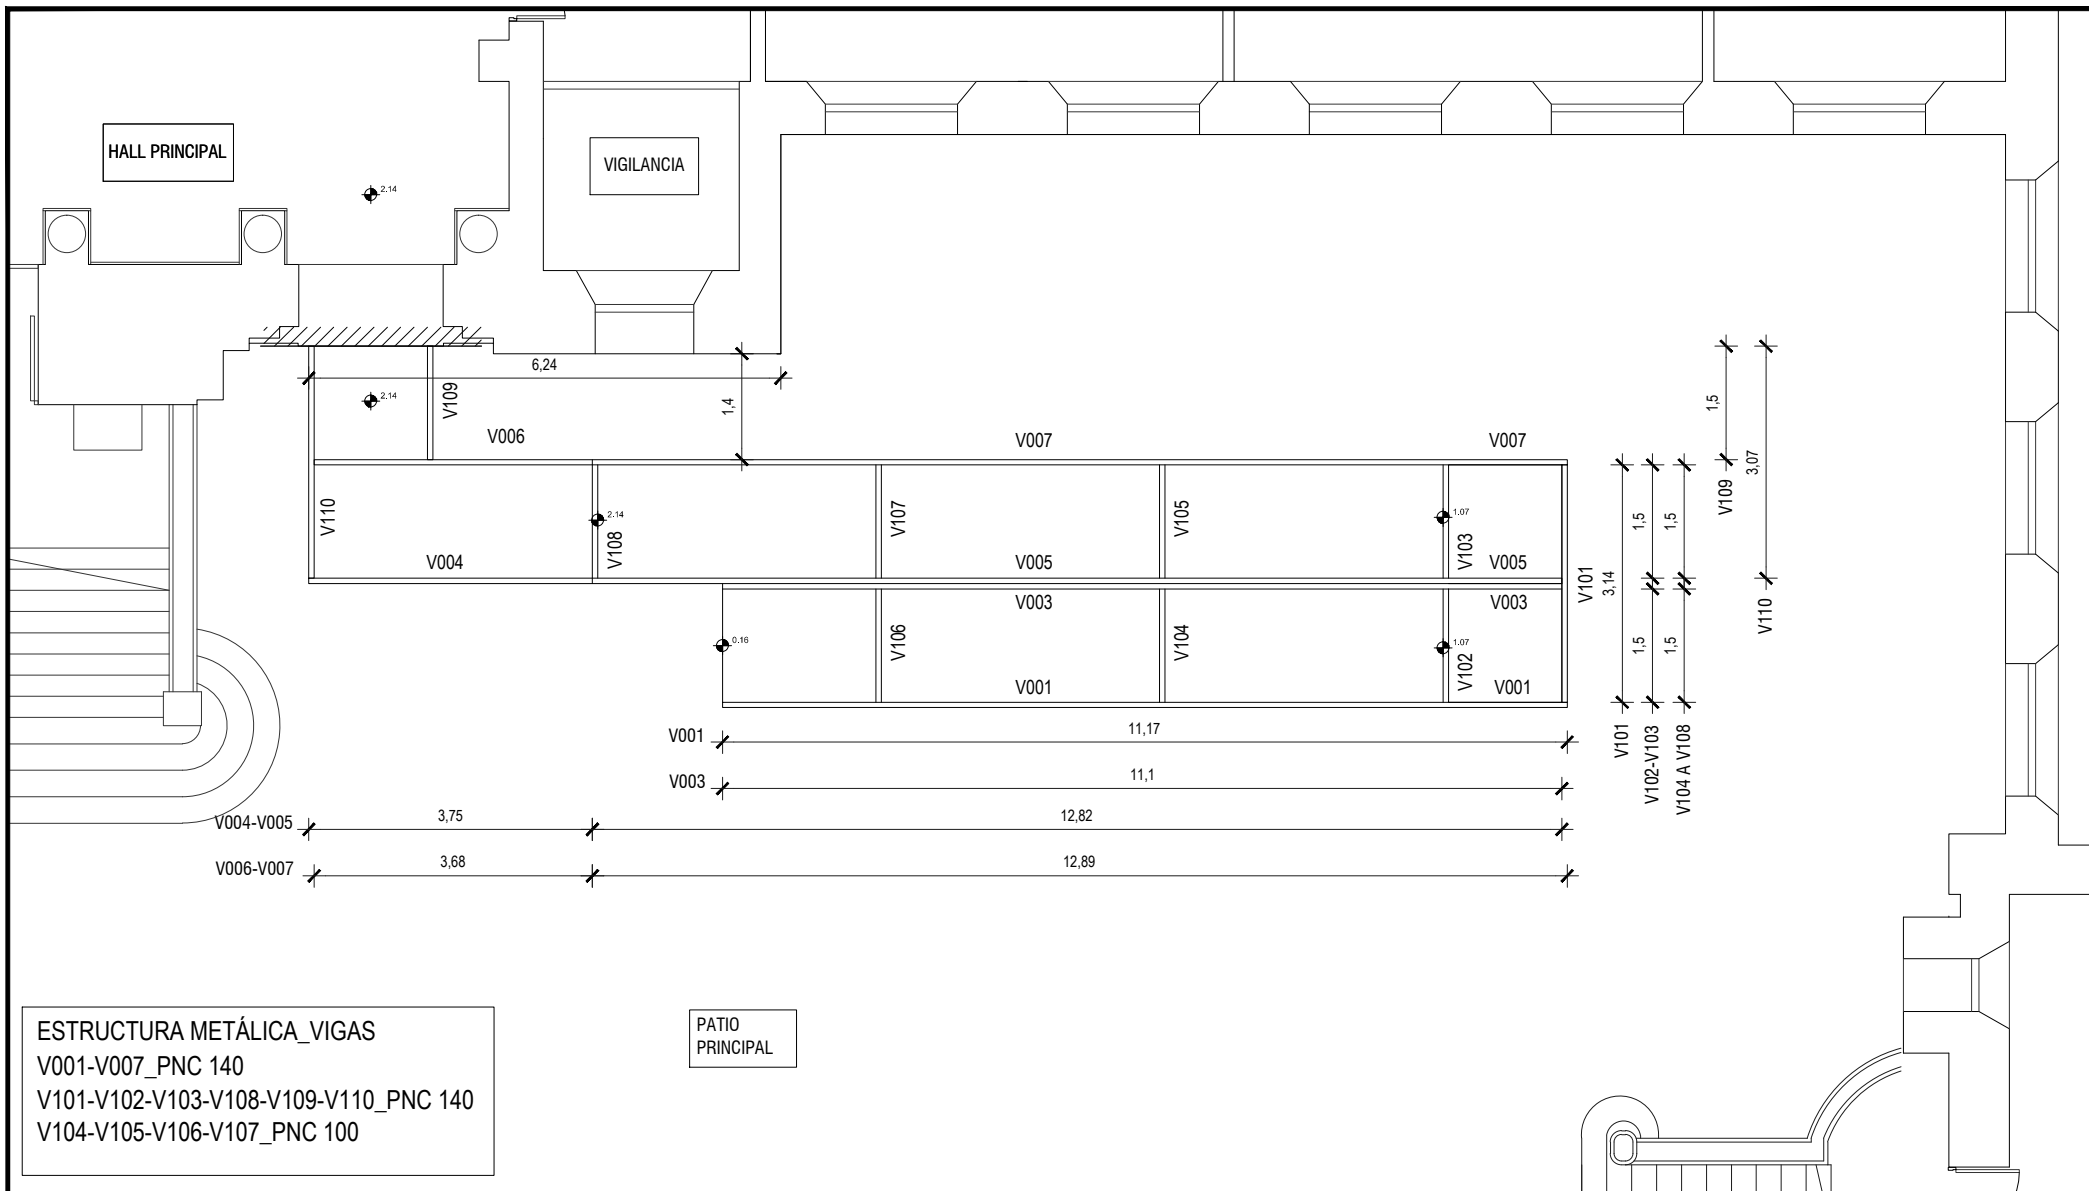 HALL PRINCIPAL
VIGILANCIA
2.14
6,24
1,4
1,5
3,07
2.14
V109
V006
V007
V007
V109
V110
V108
2.14
V107
V105
1.07
V103
V004
V005
V005
V101
3,14
1,5
1,5
V110
V003
V003
0.16
V106
V104
1.07
V102
1,5
1,5
V001
V001
V001
11,17
V101
V102-V103
V104 A V108
V003
11,1
V004-V005
3,75
12,82
V006-V007
3,68
12,89
ESTRUCTURA METÁLICA_VIGAS
V001-V007_PNC 140
V101-V102-V103-V108-V109-V110_PNC 140
V104-V105-V106-V107_PNC 100
PATIO
PRINCIPAL